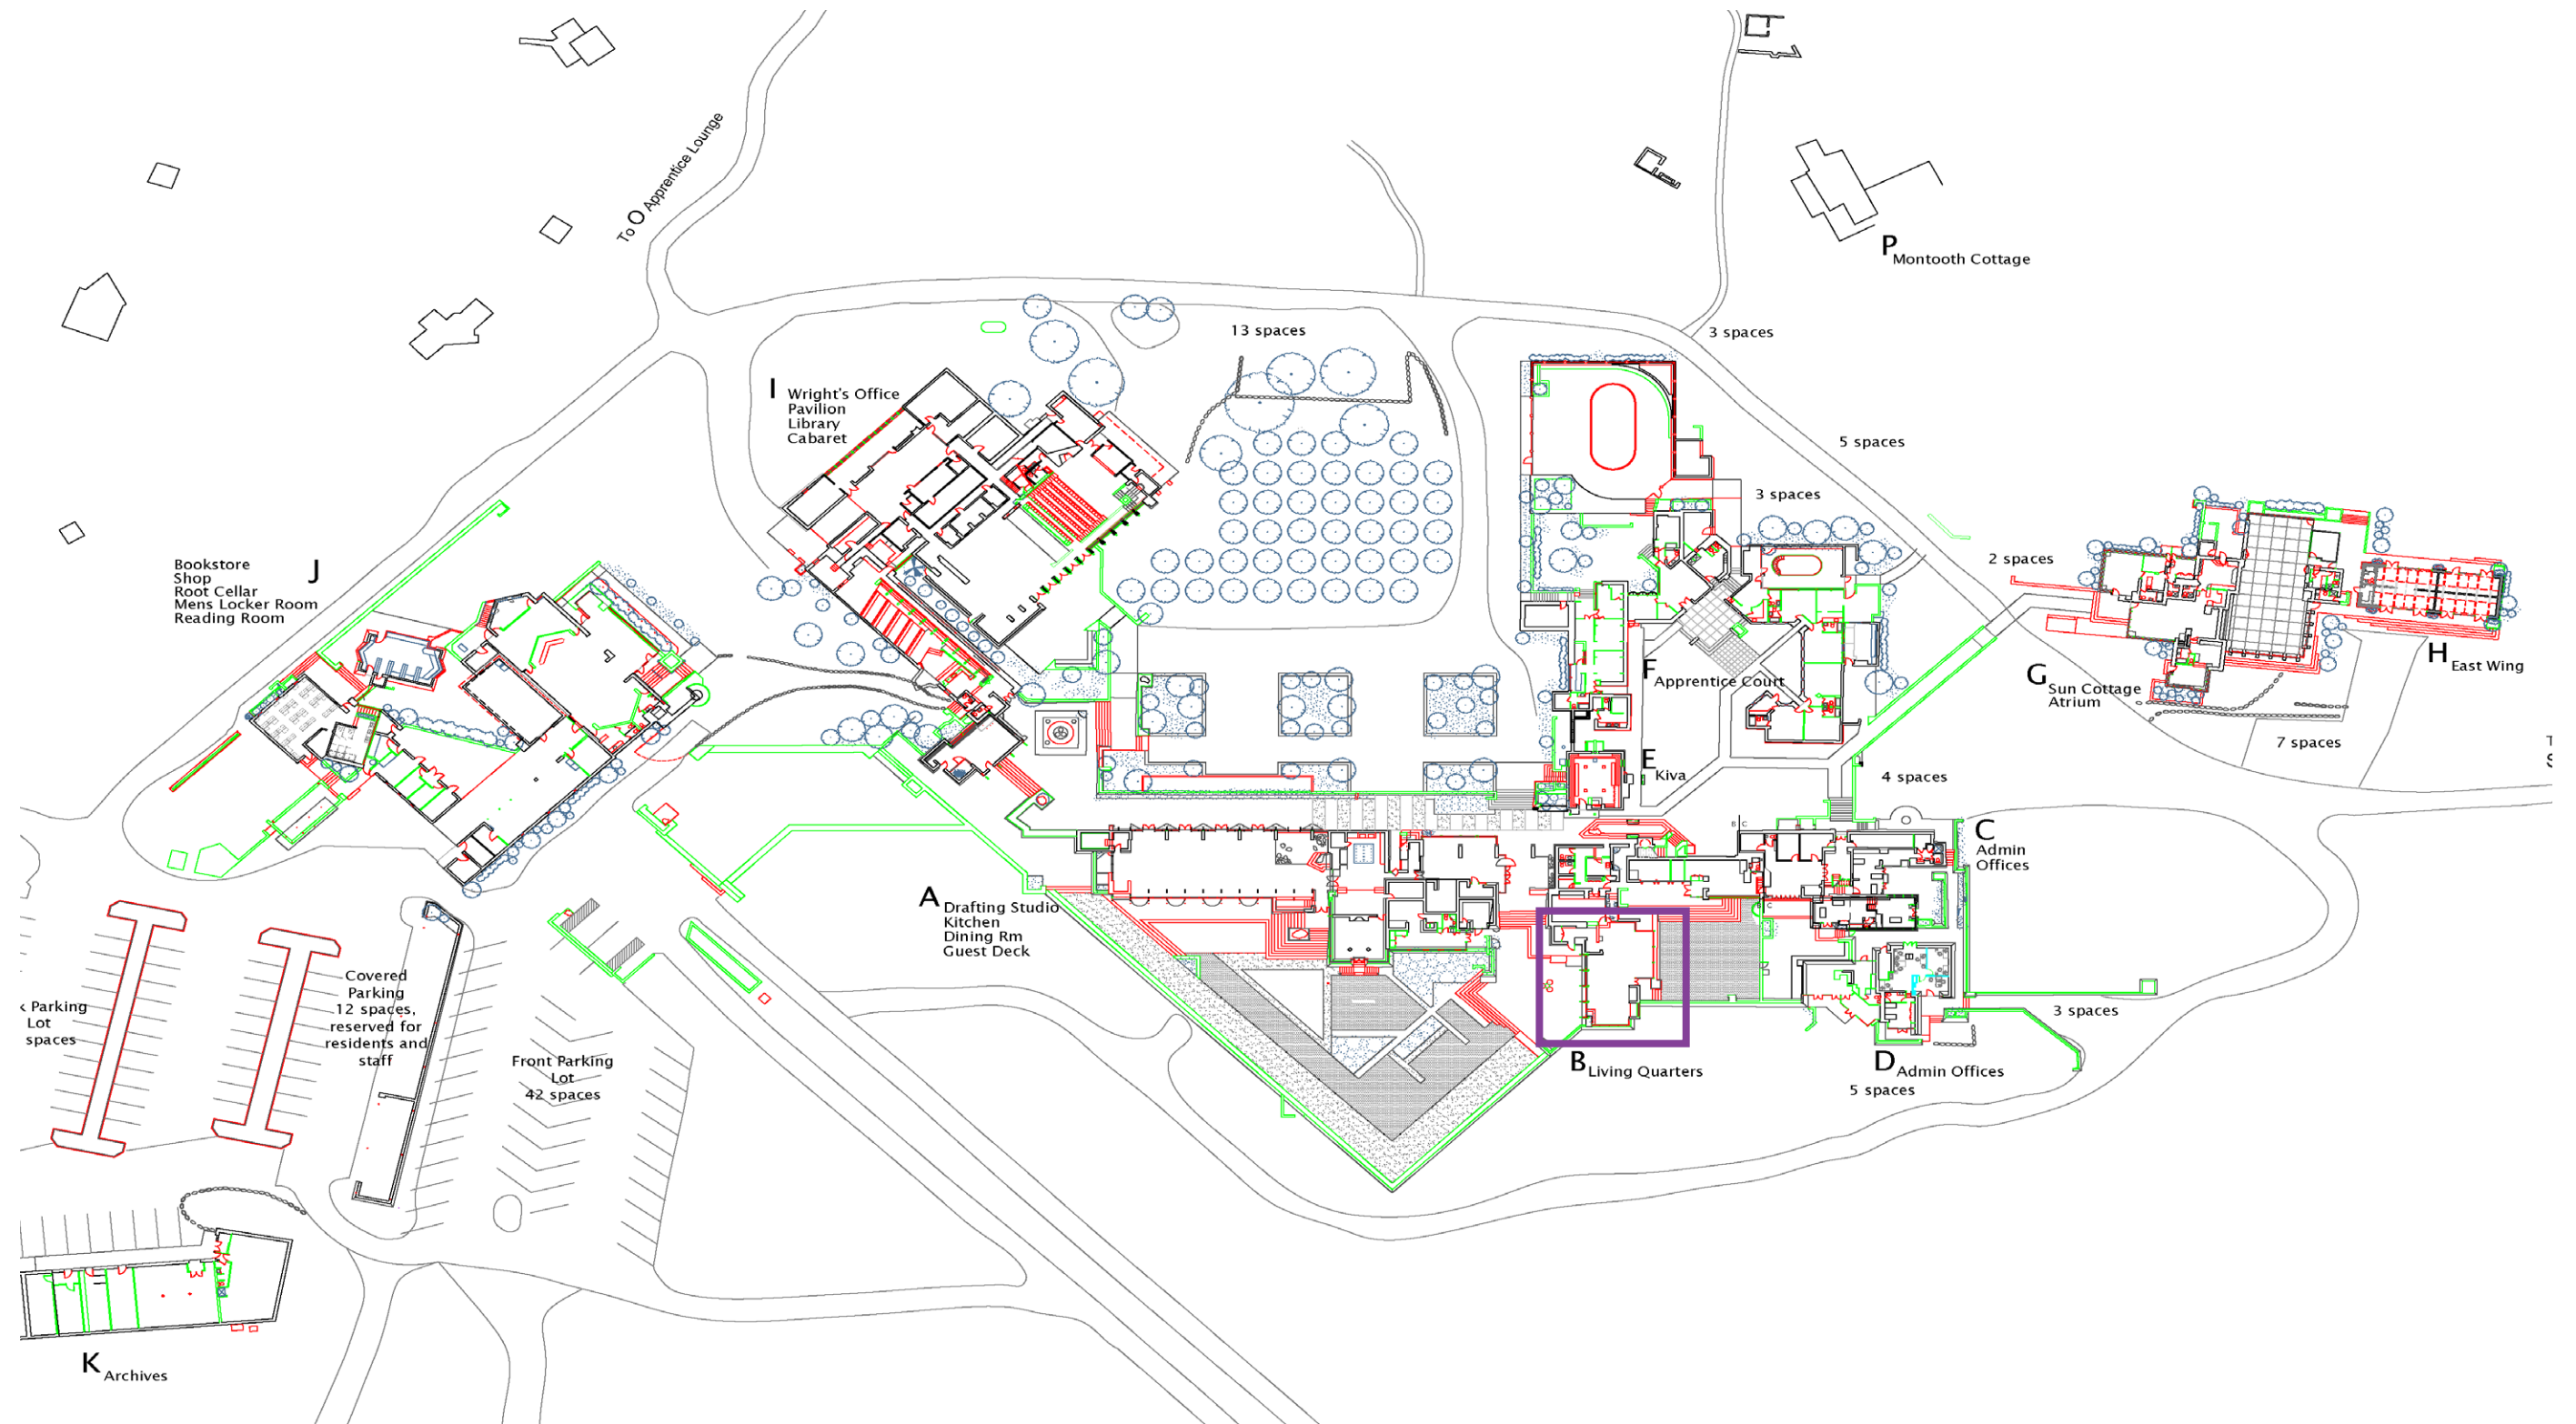 To O Apprentice Lounge
P Montooth Cottage
13 spaces
3 spaces
I Wright's Office
Pavilion
Library
Cabaret
5 spaces
3 spaces
2 spaces
J
Bookstore
Shop
Root Cellar
Mens Locker Room
Reading Room
H East Wing
F Apprentice Court
G Sun Cottage
Atrium
7 spaces
E Kiva
4 spaces
B C
C
Admin
Offices
A Drafting Studio
Kitchen
Dining Rm
Guest Deck
Covered
Parking
12 spaces,
reserved for
residents and
staff
Parking
Lot
spaces
Front Parking
Lot
42 spaces
3 spaces
B Living Quarters
D Admin Offices
5 spaces
K Archives